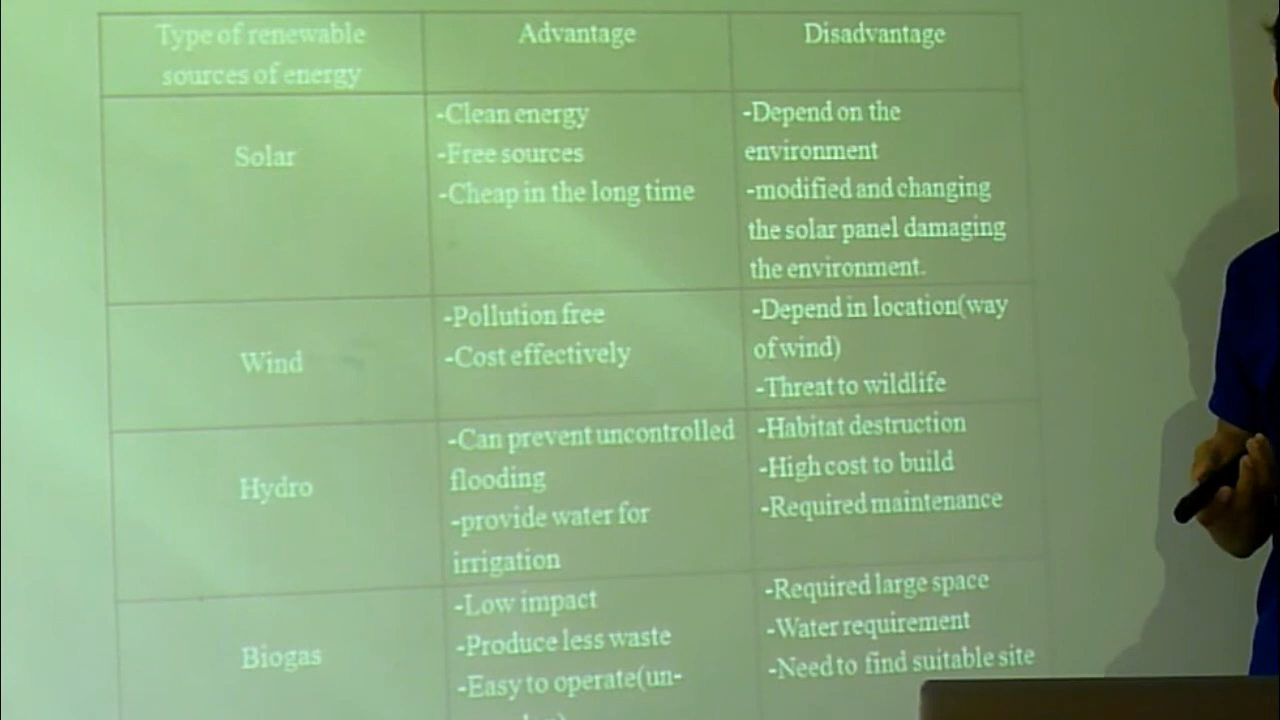 Type of renewable
sources of energy
Advantage
Disadvantage
Solar
-Clean energy
-Free sources
-Cheap in the long time
-Depend on the
environment
-modified and changing
the solar panel damaging
the environment.
Wind
-Pollution free
-Cost effectively
-Depend in location(way
of wind)
-Threat to wildlife
Hydro
-Can prevent uncontrolled
flooding
-provide water for
irrigation
-Habitat destruction
-High cost to build
-Required maintenance
Biogas
-Low impact
-Produce less waste
-Easy to operate(un-
-Required large space
-Water requirement
-Need to find suitable site